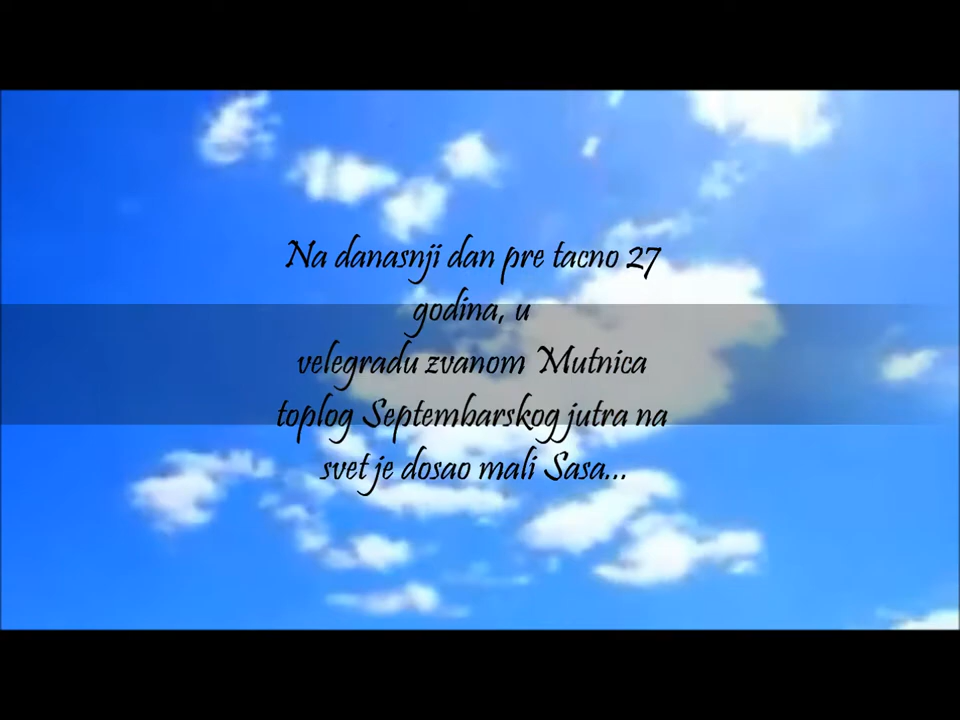 Na danasnji dan pre tacno 27
godina, u
velegradu zvanom Mutnica
toplog Septembarskog jutra na
svet je dosao mali Sasa...